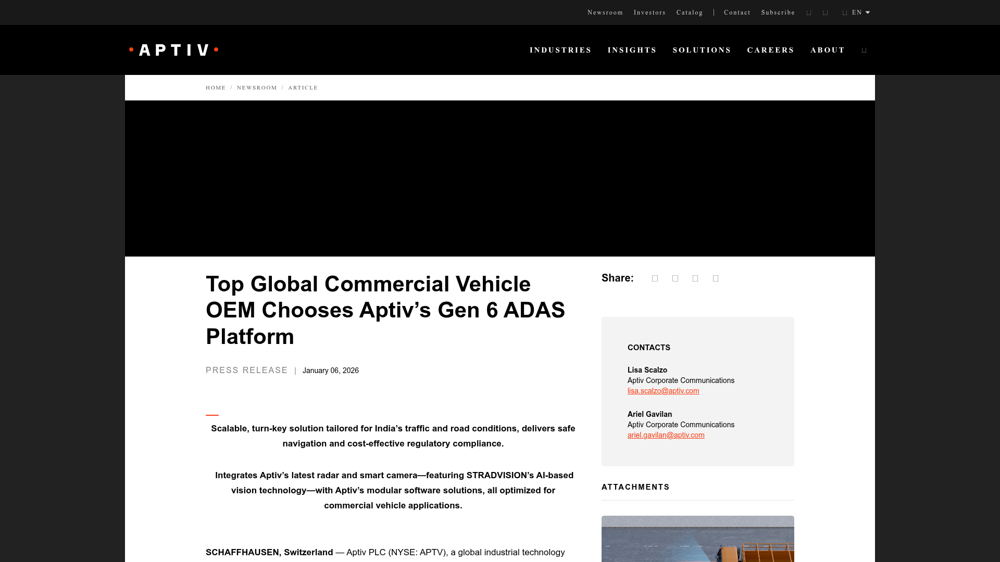 Newsroom Investors Catalog | Contact Subscribe EN
APTIV
INDUSTRIES INSIGHTS SOLUTIONS CAREERS ABOUT
HOME / NEWSROOM / ARTICLE
Top Global Commercial Vehicle
OEM Chooses Aptiv’s Gen 6 ADAS
Platform
PRESS RELEASE | January 06, 2026
Scalable, turn-key solution tailored for India’s traffic and road conditions, delivers safe
navigation and cost-effective regulatory compliance.
Integrates Aptiv’s latest radar and smart camera—featuring STRADVISION’s AI-based
vision technology—with Aptiv’s modular software solutions, all optimized for
commercial vehicle applications.
SCHAFFHAUSEN, Switzerland — Aptiv PLC (NYSE: APTV), a global industrial technology
Share:
CONTACTS
Lisa Scalzo
Aptiv Corporate Communications
lisa.scalzo@aptiv.com
Ariel Gavilan
Aptiv Corporate Communications
ariel.gavilan@aptiv.com
ATTACHMENTS